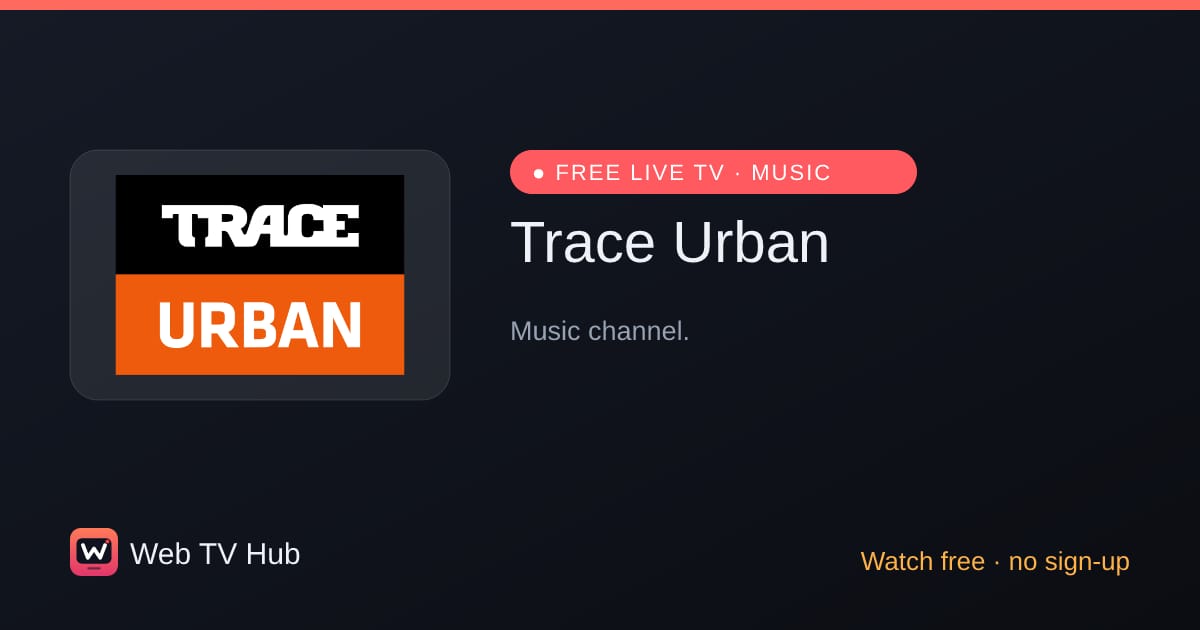 TRACE
URBAN
• FREE LIVE TV · MUSIC
Trace Urban
Music channel.
W
Web TV Hub
Watch free · no sign-up